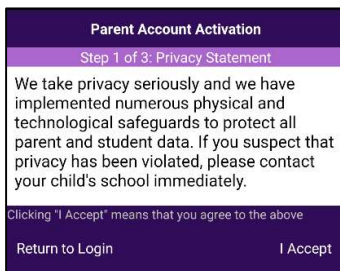 Parent Account Activation
Step 1 of 3: Privacy Statement
We take privacy seriously and we have
implemented numerous physical and
technological safeguards to protect all
parent and student data. If you suspect that
privacy has been violated, please contact
your child's school immediately.
Clicking "I Accept" means that you agree to the above
Return to Login I Accept